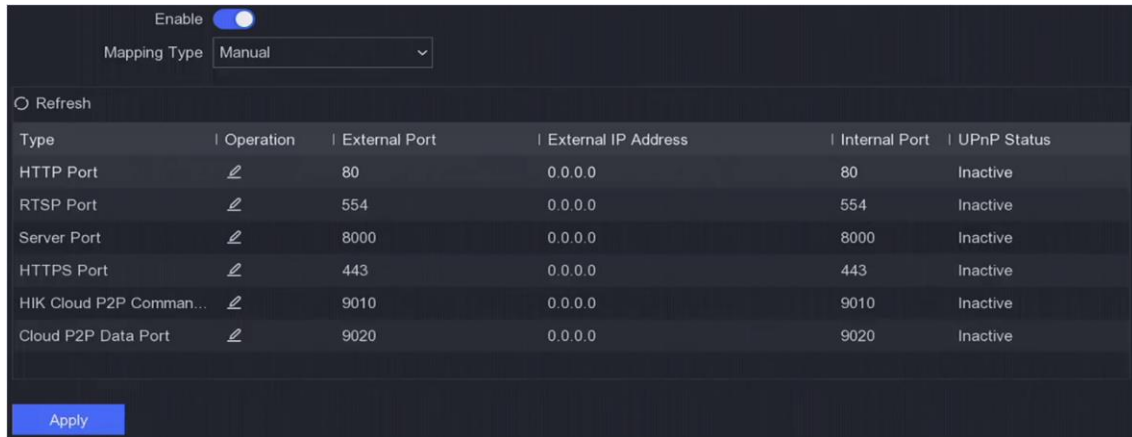 Enable
Mapping Type Manual
Refresh
Type Operation External Port External IP Address Internal Port UPnP Status
HTTP Port 80 0.0.0.0 80 Inactive
RTSP Port 554 0.0.0.0 554 Inactive
Server Port 8000 0.0.0.0 8000 Inactive
HTTPS Port 443 0.0.0.0 443 Inactive
HIK Cloud P2P Comman... 9010 0.0.0.0 9010 Inactive
Cloud P2P Data Port 9020 0.0.0.0 9020 Inactive
Apply